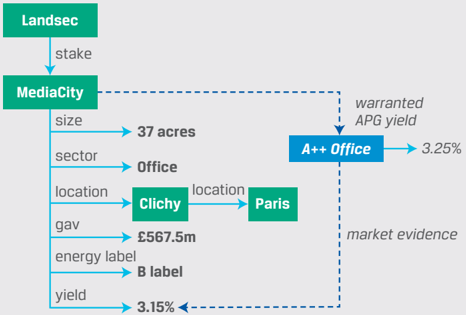 Landsec
stake
MediaCity
warranted
APG yield
size
37 acres
A++ Office
3.25%
sector
Office
location
Clichy
location
Paris
gav
£567.5m
market evidence
energy label
B label
yield
3.15%